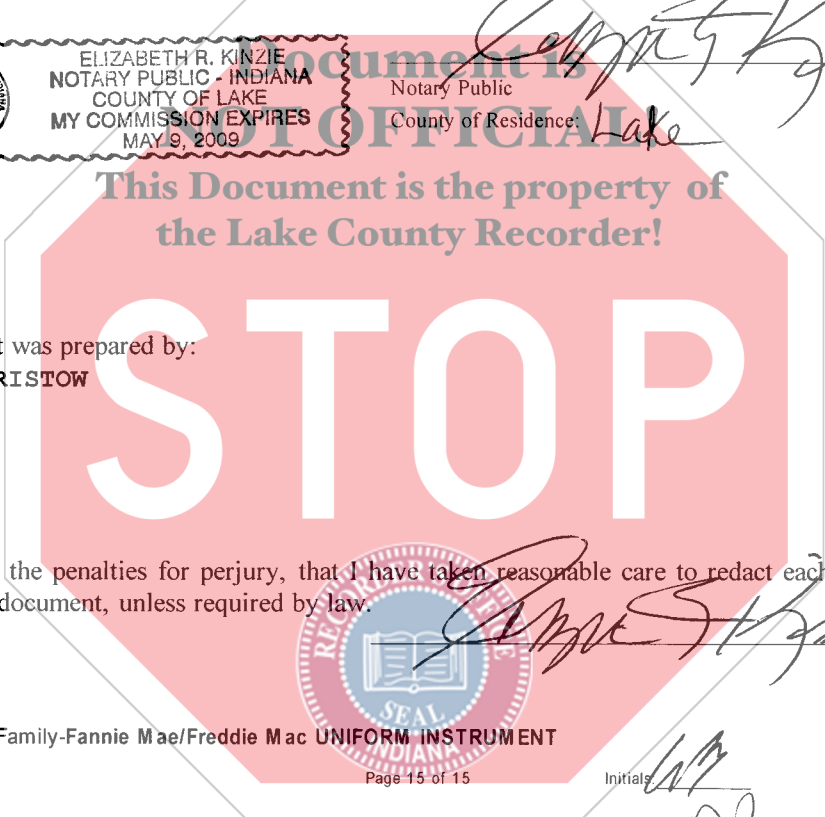 ELIZABETH R. KINZIE
NOTARY PUBLIC - INDIANA
COUNTY OF LAKE
MY COMMISSION EXPIRES
MAY 9, 2009
Document is
NOT OFFICIAL
This Document is the property of
the Lake County Recorder!
Notary Public
County of Residence: Lake
STOP
was prepared by:
RISTOW
the penalties for perjury, that I have taken reasonable care to redact each
document, unless required by law.
RECORDER'S OFFICE
SEAL
INDIANA
Family-Fannie Mae/Freddie Mac UNIFORM INSTRUMENT
Page 15 of 15
Initials: